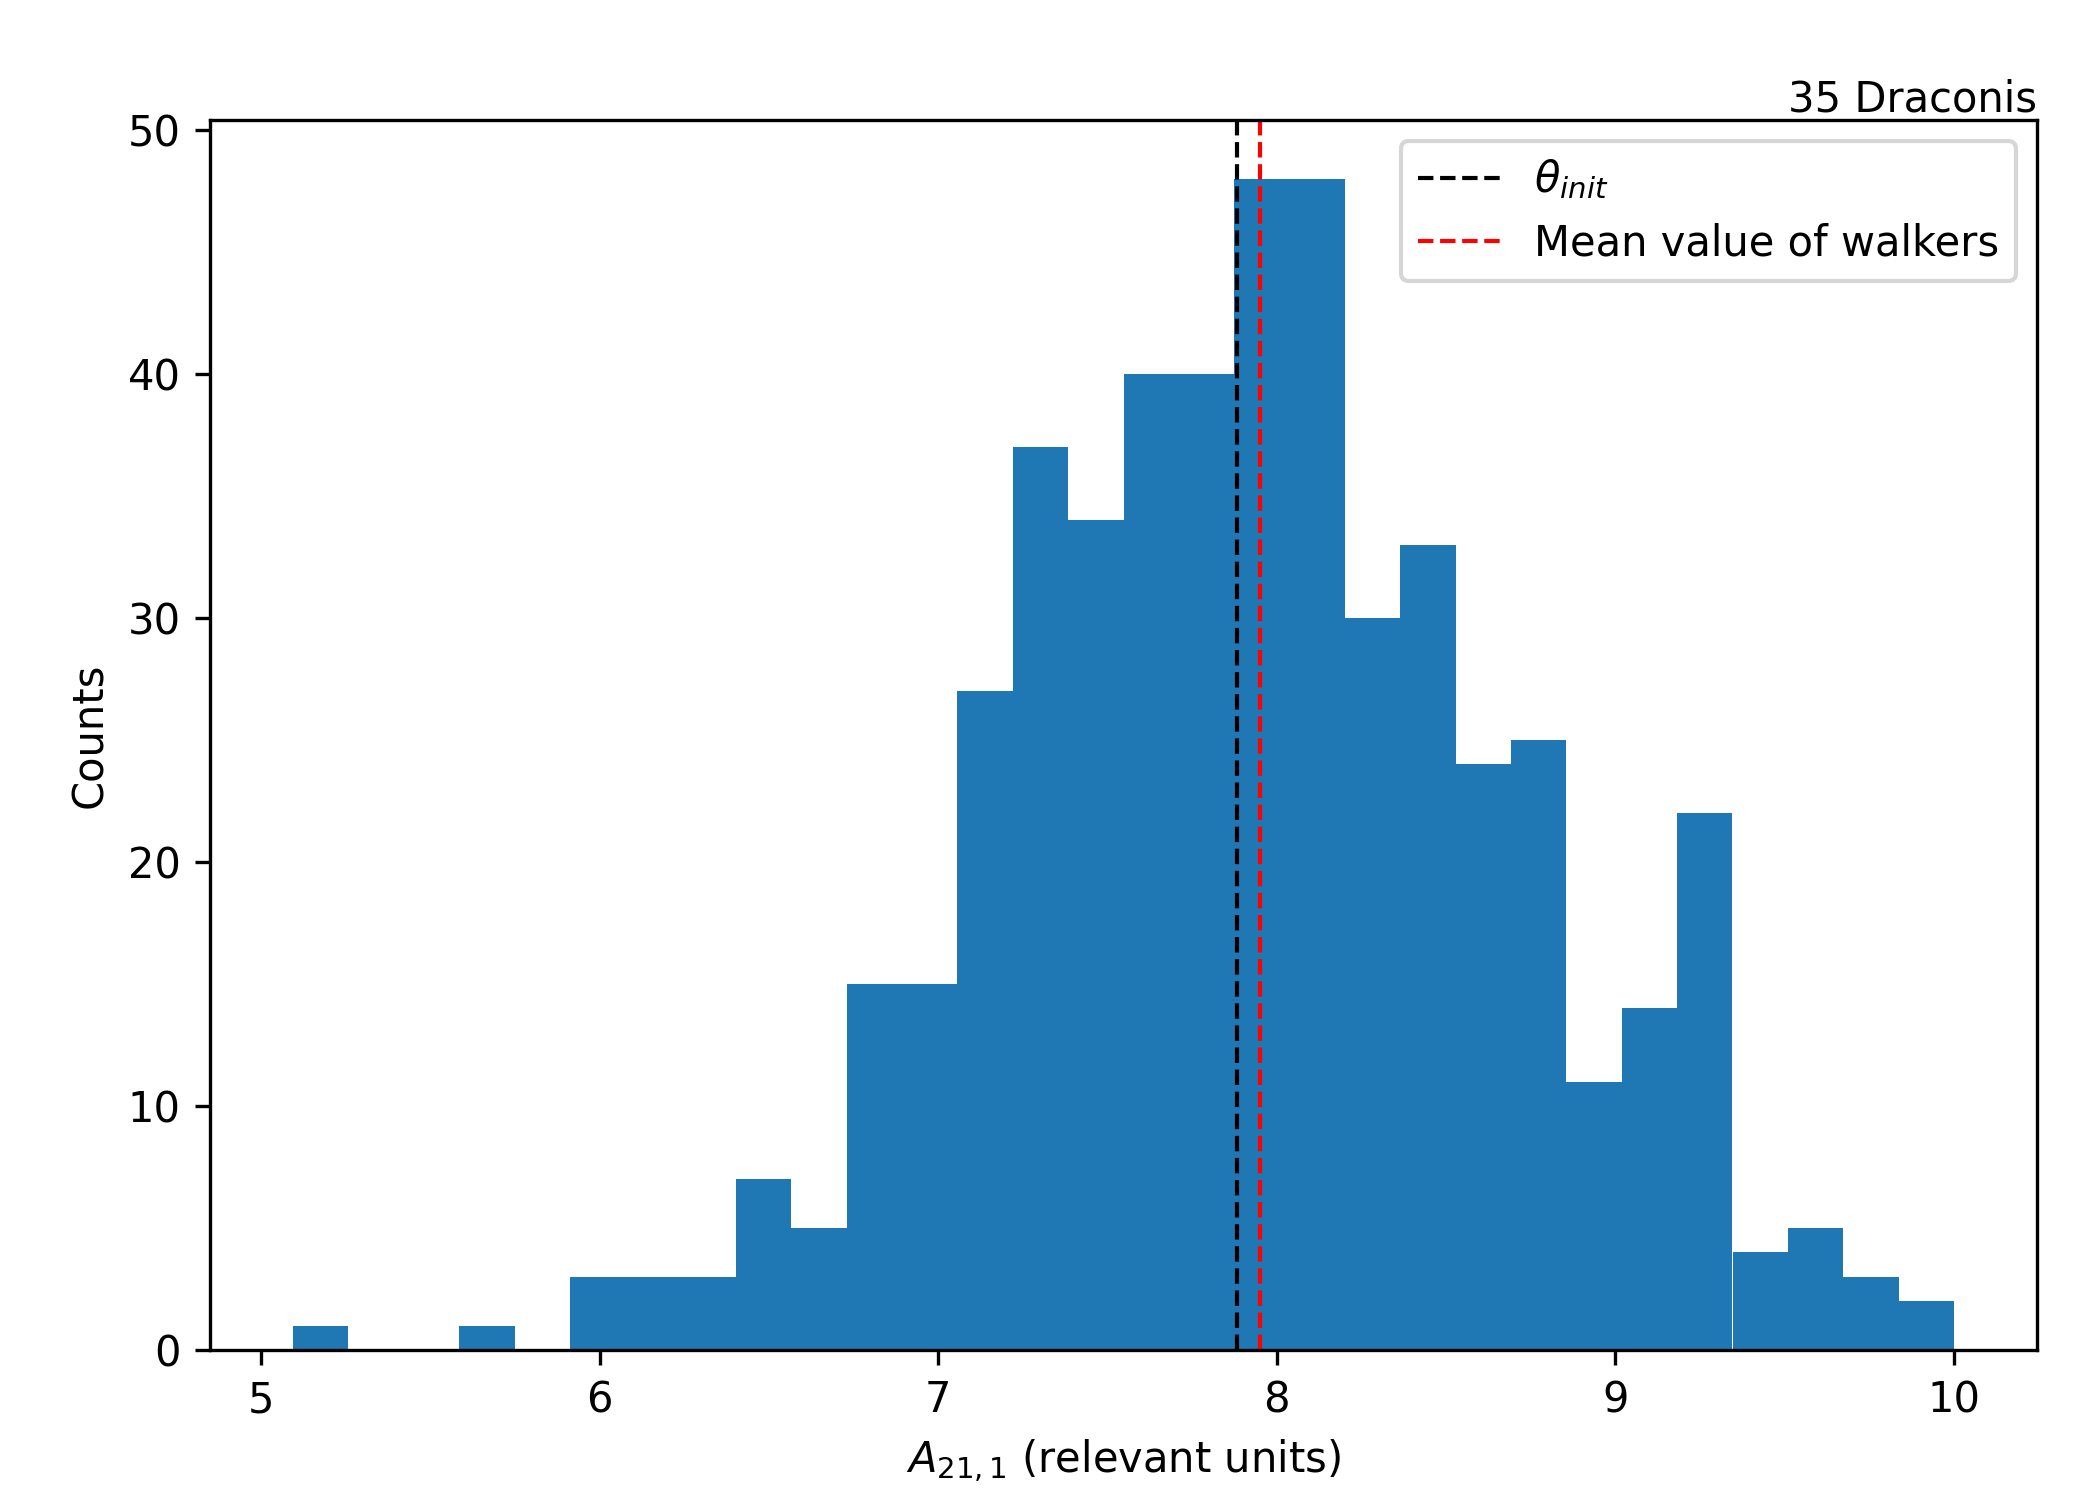 35 Draconis
50
40
30
20
10
0
Counts
θinit
Mean value of walkers
5 6 7 8 9 10
A21, 1 (relevant units)